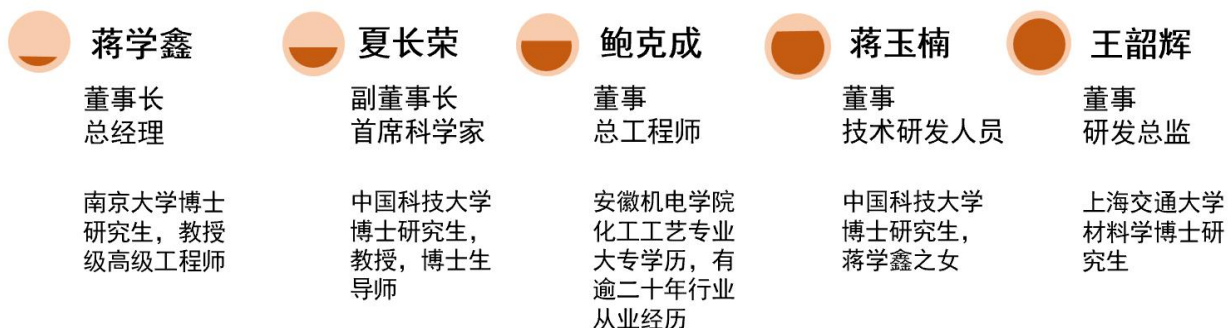 蒋学鑫
董事长
总经理
南京大学博士
研究生，教授
级高级工程师
夏长荣
副董事长
首席科学家
中国科技大学
博士研究生，
教授，博士生
导师
鲍克成
董事
总工程师
安徽机电学院
化工工艺专业
大专学历，有
逾二十年行业
从业经历
蒋玉楠
董事
技术研发人员
中国科技大学
博士研究生，
蒋学鑫之女
王韶辉
董事
研发总监
上海交通大学
材料学博士研
究生